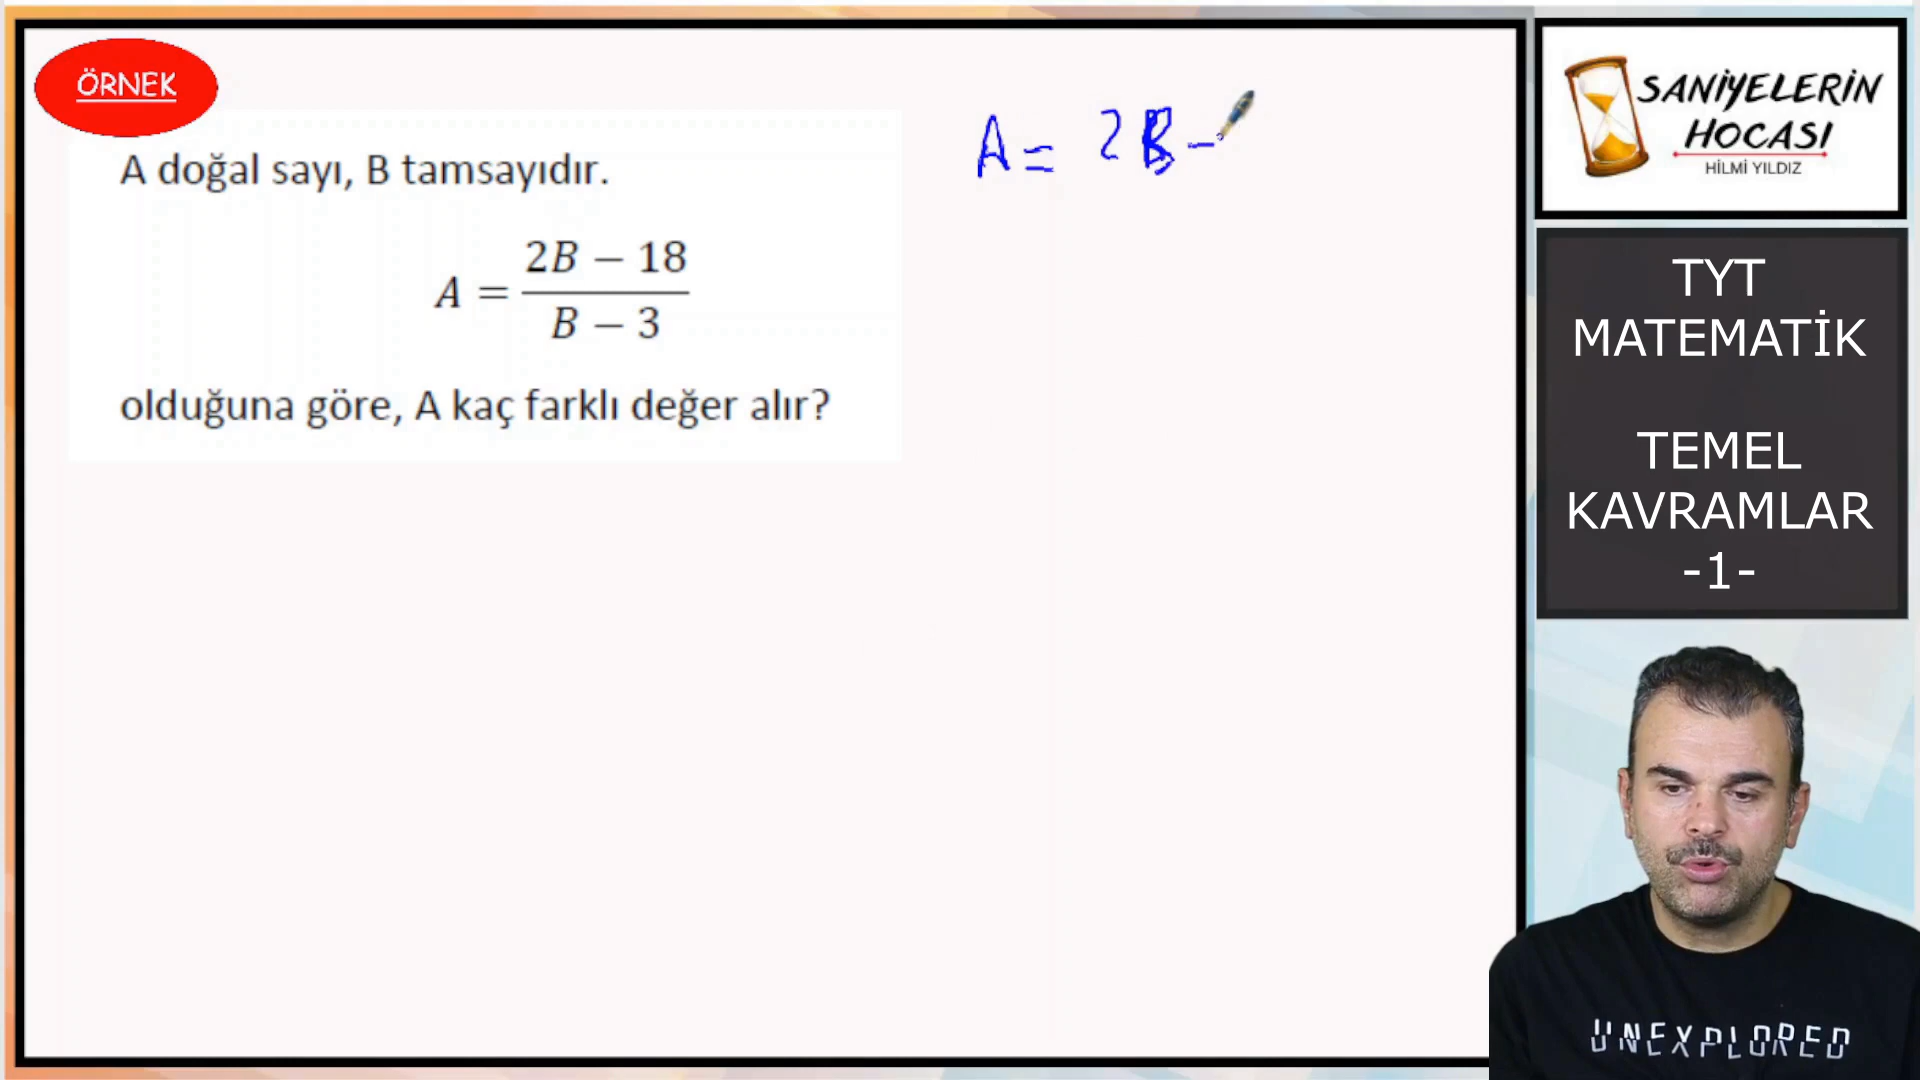 ÖRNEK
A doğal sayı, B tamsayıdır.
A = \frac{2B − 18}{B − 3}
olduğuna göre, A kaç farklı değer alır?
A = 2B -
SANİYELERİN
HOCASI
HİLMİ YILDIZ
TYT
MATEMATİK
TEMEL
KAVRAMLAR
-1-
UNEXPLORED